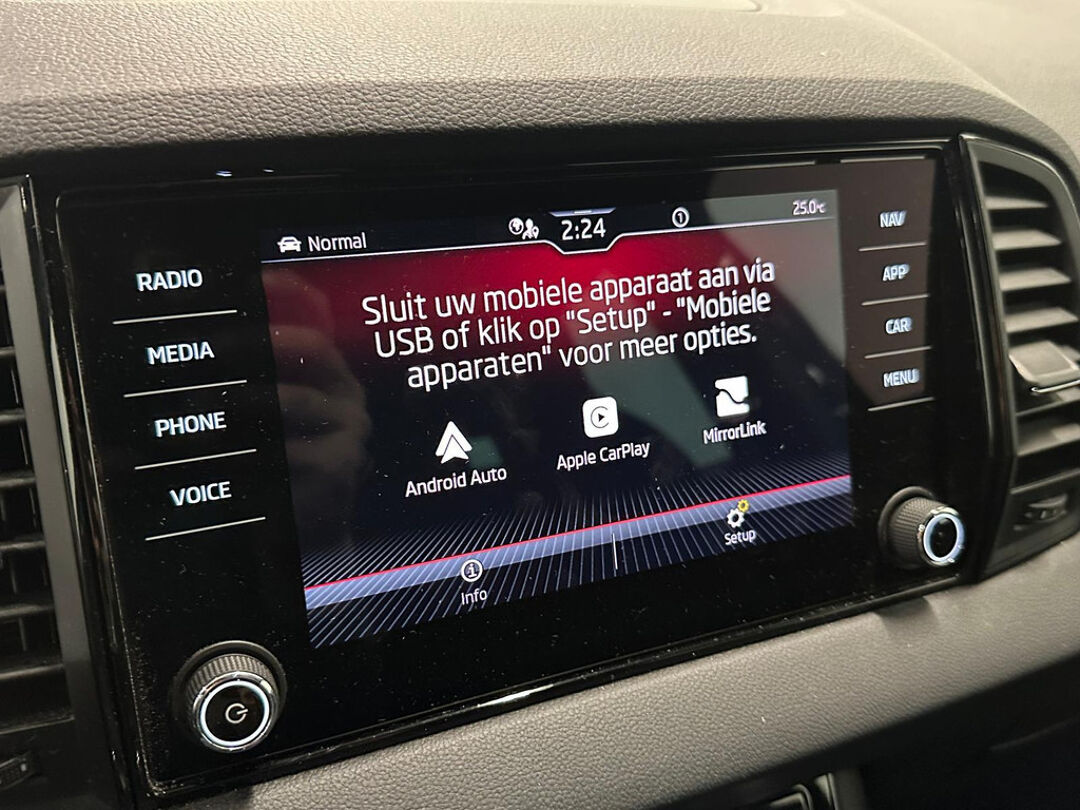 Normal
2:24
1
25.0°C
RADIO
MEDIA
PHONE
VOICE
Sluit uw mobiele apparaat aan via
USB of klik op "Setup" - "Mobiele
apparaten" voor meer opties.
Android Auto
Apple CarPlay
MirrorLink
Info
Setup
NAV
APP
CAR
MENU